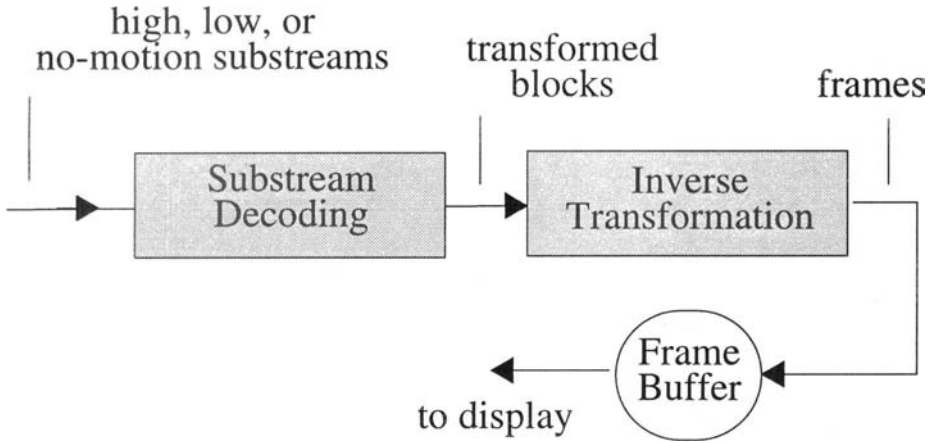 high, low, or
no-motion substreams
transformed
blocks
frames
Substream
Decoding
Inverse
Transformation
Frame
Buffer
to display